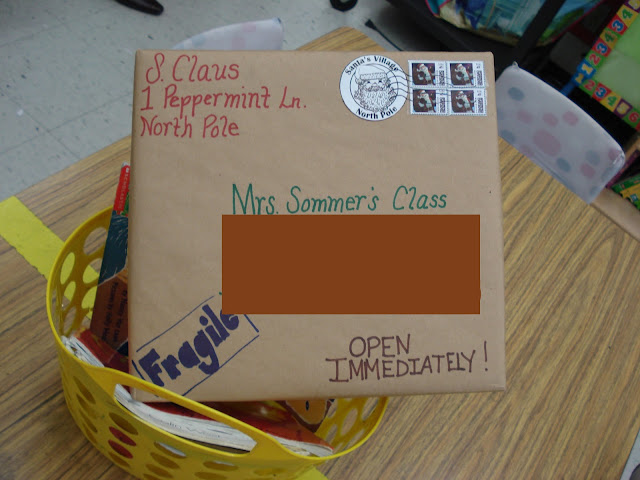 S. Claus
1 Peppermint Ln.
North Pole
Santa's Village
North Pole
Mrs. Sommer's Class
Fragile
OPEN
IMMEDIATELY!